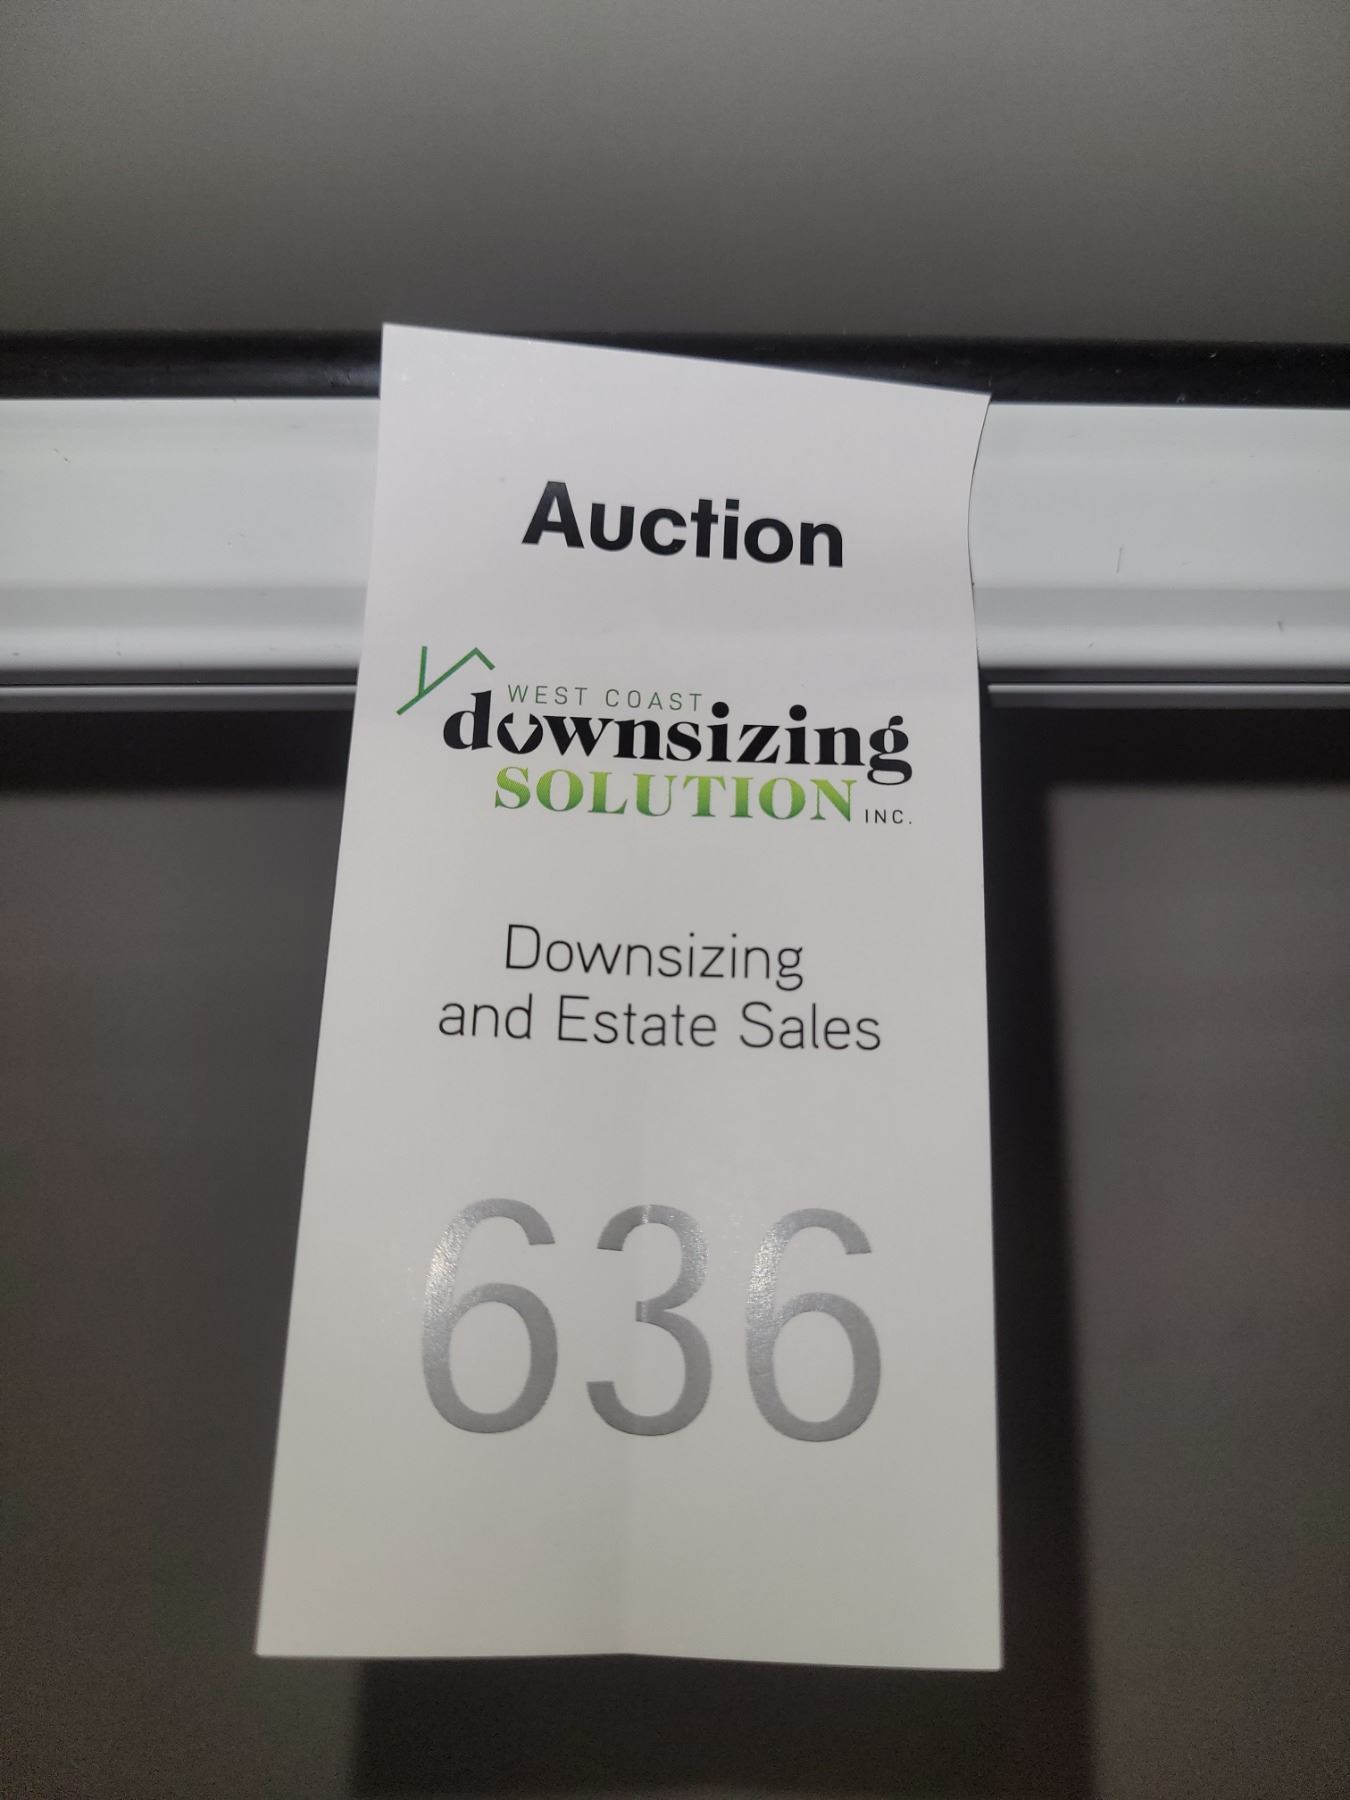 Auction
WEST COAST
downsizing
SOLUTION INC.
Downsizing
and Estate Sales
636